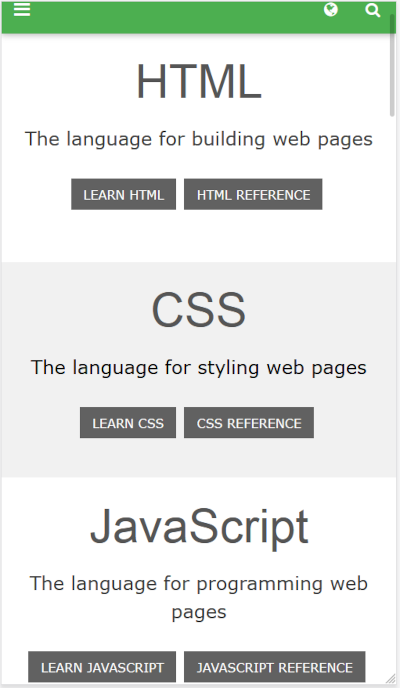 HTML
The language for building web pages
LEARN HTML HTML REFERENCE
CSS
The language for styling web pages
LEARN CSS CSS REFERENCE
JavaScript
The language for programming web
pages
LEARN JAVASCRIPT JAVASCRIPT REFERENCE